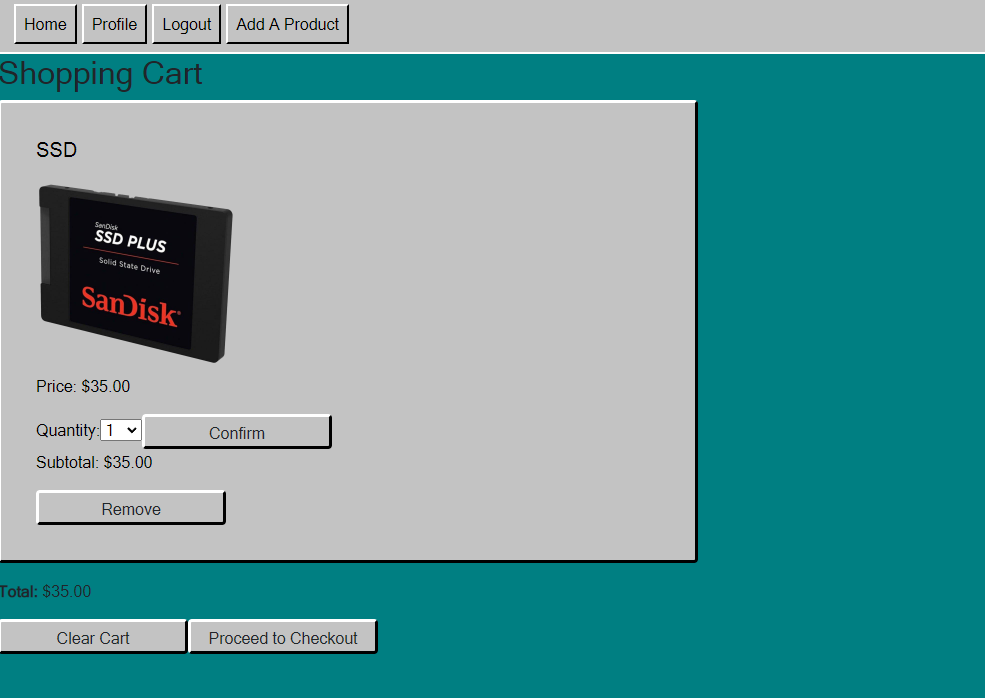 Home Profile Logout Add A Product
Shopping Cart
SSD
SanDisk
SSD PLUS
Solid State Drive
SanDisk
Price: $35.00
Quantity: 1 Confirm
Subtotal: $35.00
Remove
Total: $35.00
Clear Cart Proceed to Checkout